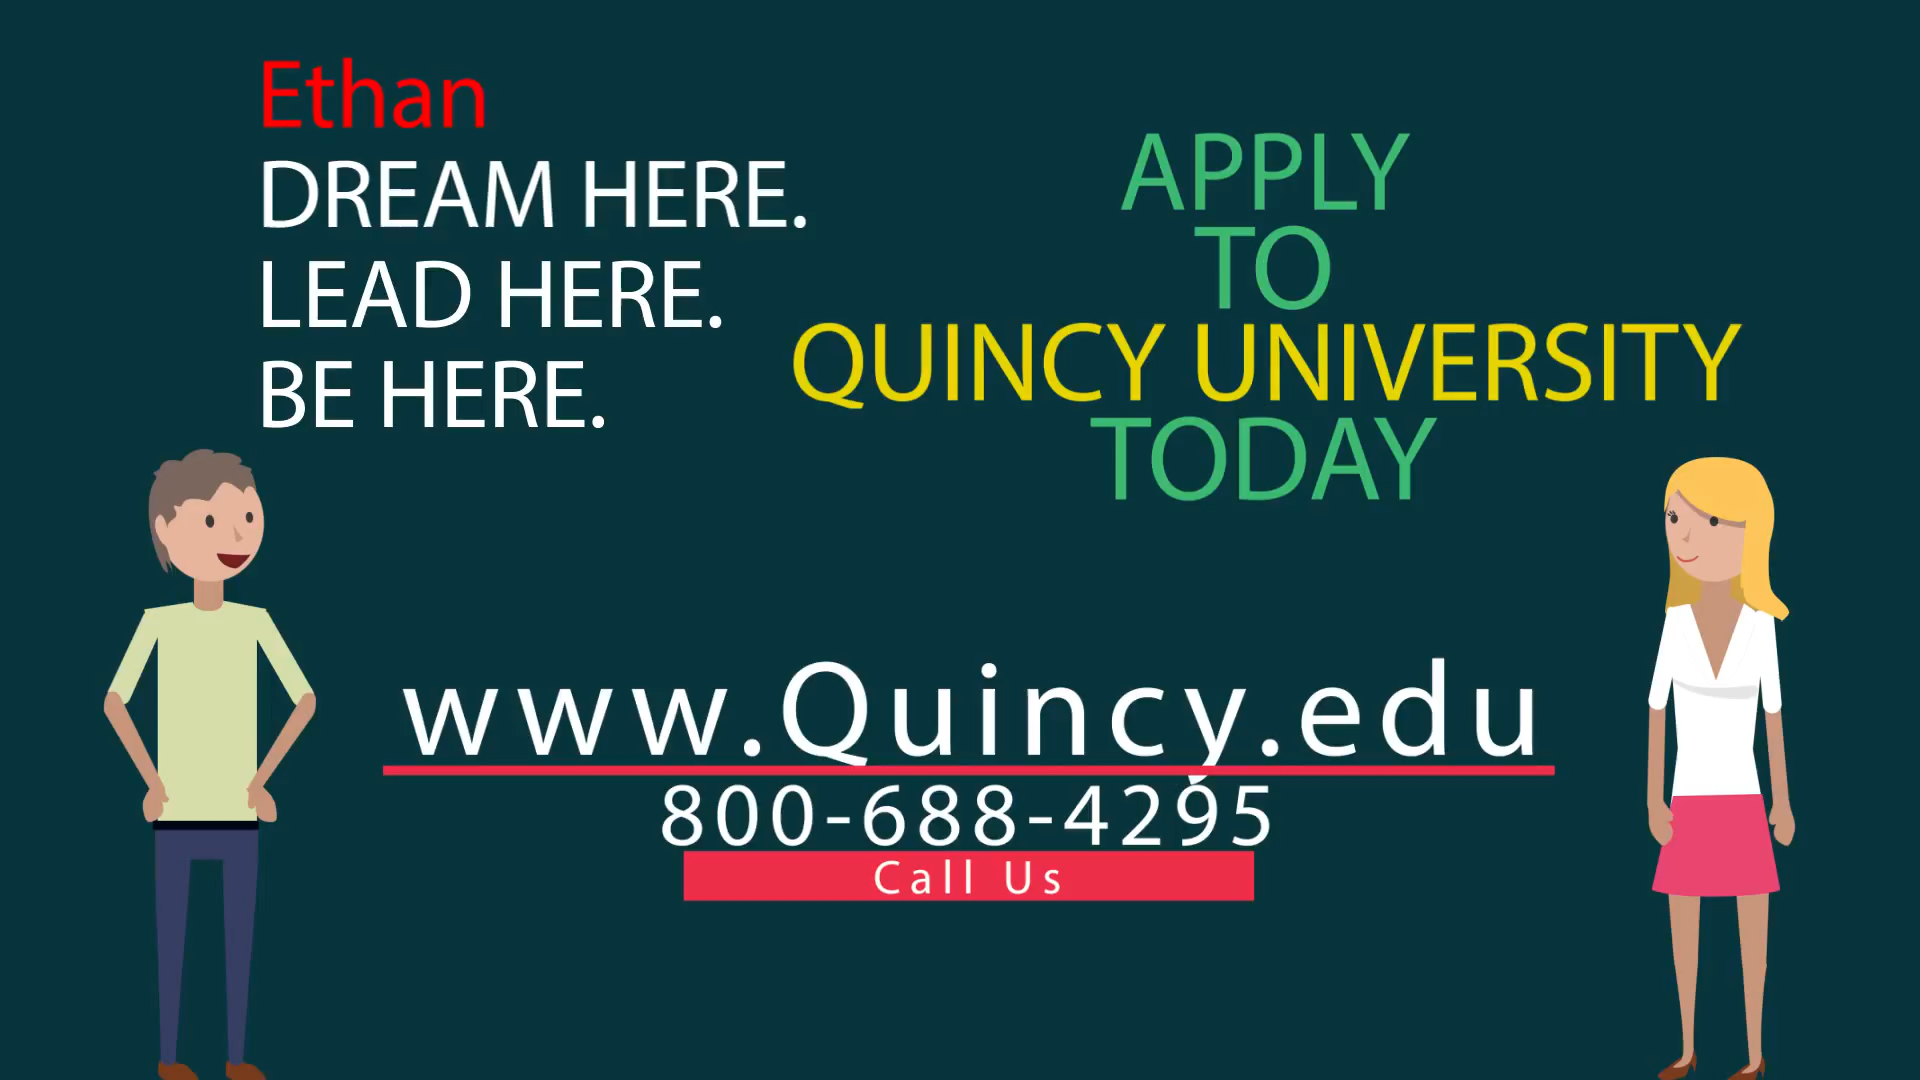 Ethan
DREAM HERE.
LEAD HERE.
BE HERE.
APPLY
TO
QUINCY UNIVERSITY
TODAY
www.Quincy.edu
800-688-4295
Call Us